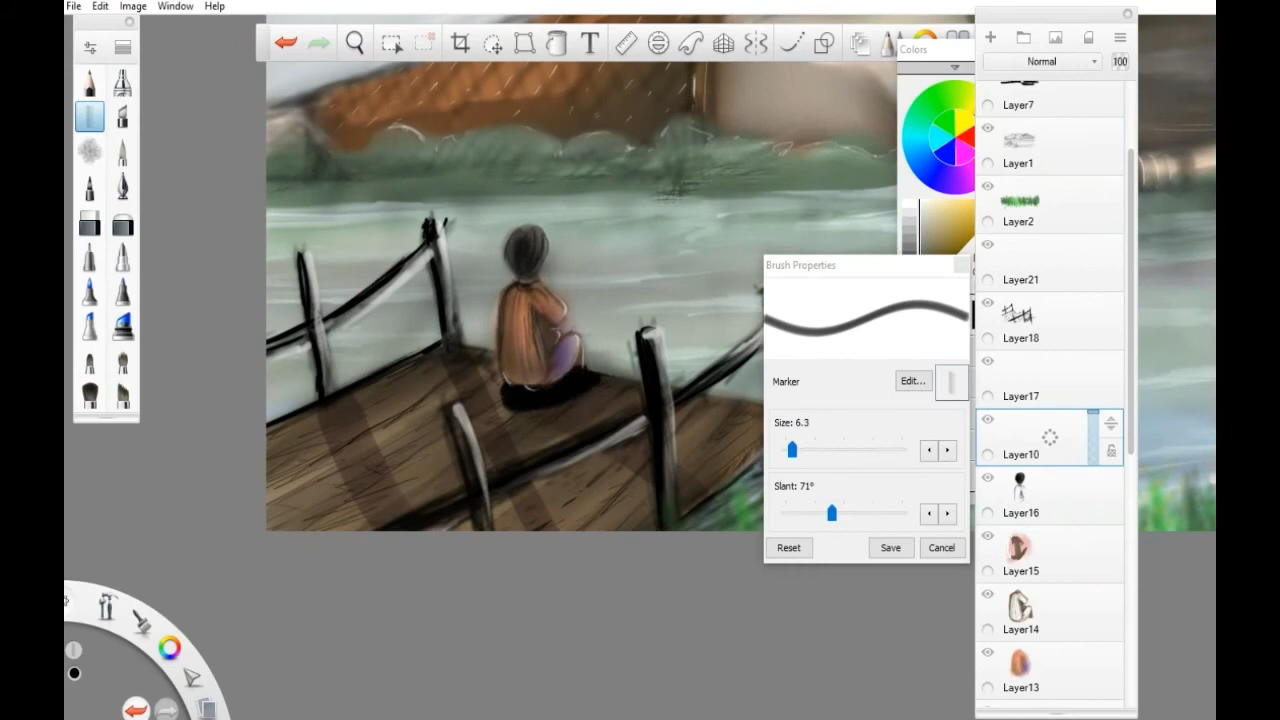 File Edit Image Window Help
Colors
Normal 100
Layer7
Layer1
Layer2
Layer21
Layer18
Layer17
Layer10
Layer16
Layer15
Layer14
Layer13
Brush Properties
Marker Edit...
Size: 6.3
Slant: 71°
Reset Save Cancel